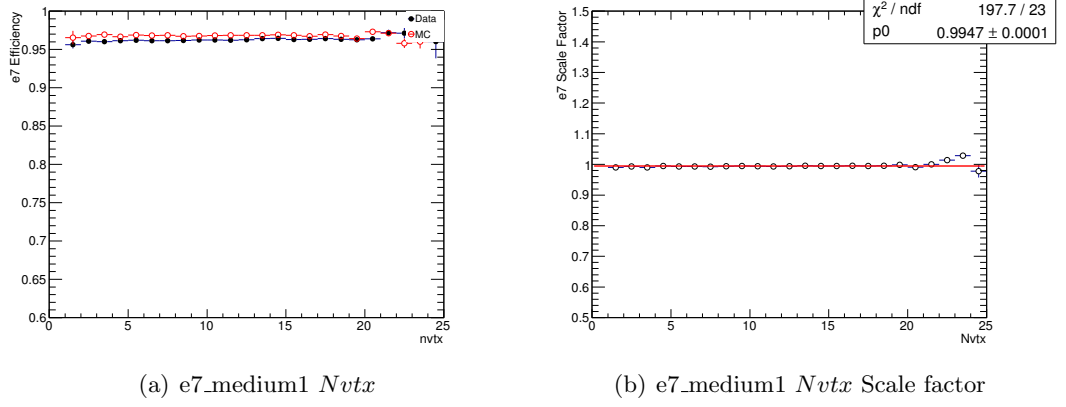 1
0.95
0.9
0.85
0.8
0.75
0.7
0.65
0.6
e7 Efficiency
Data
MC
0 5 10 15 20 25
nvtx
(a) e7_medium1 Nvtx
χ² / ndf 197.7 / 23
p0 0.9947 ± 0.0001
1.5
1.4
1.3
1.2
1.1
1
0.9
0.8
0.7
0.6
0.5
e7 Scale Factor
0 5 10 15 20 25
Nvtx
(b) e7_medium1 Nvtx Scale factor